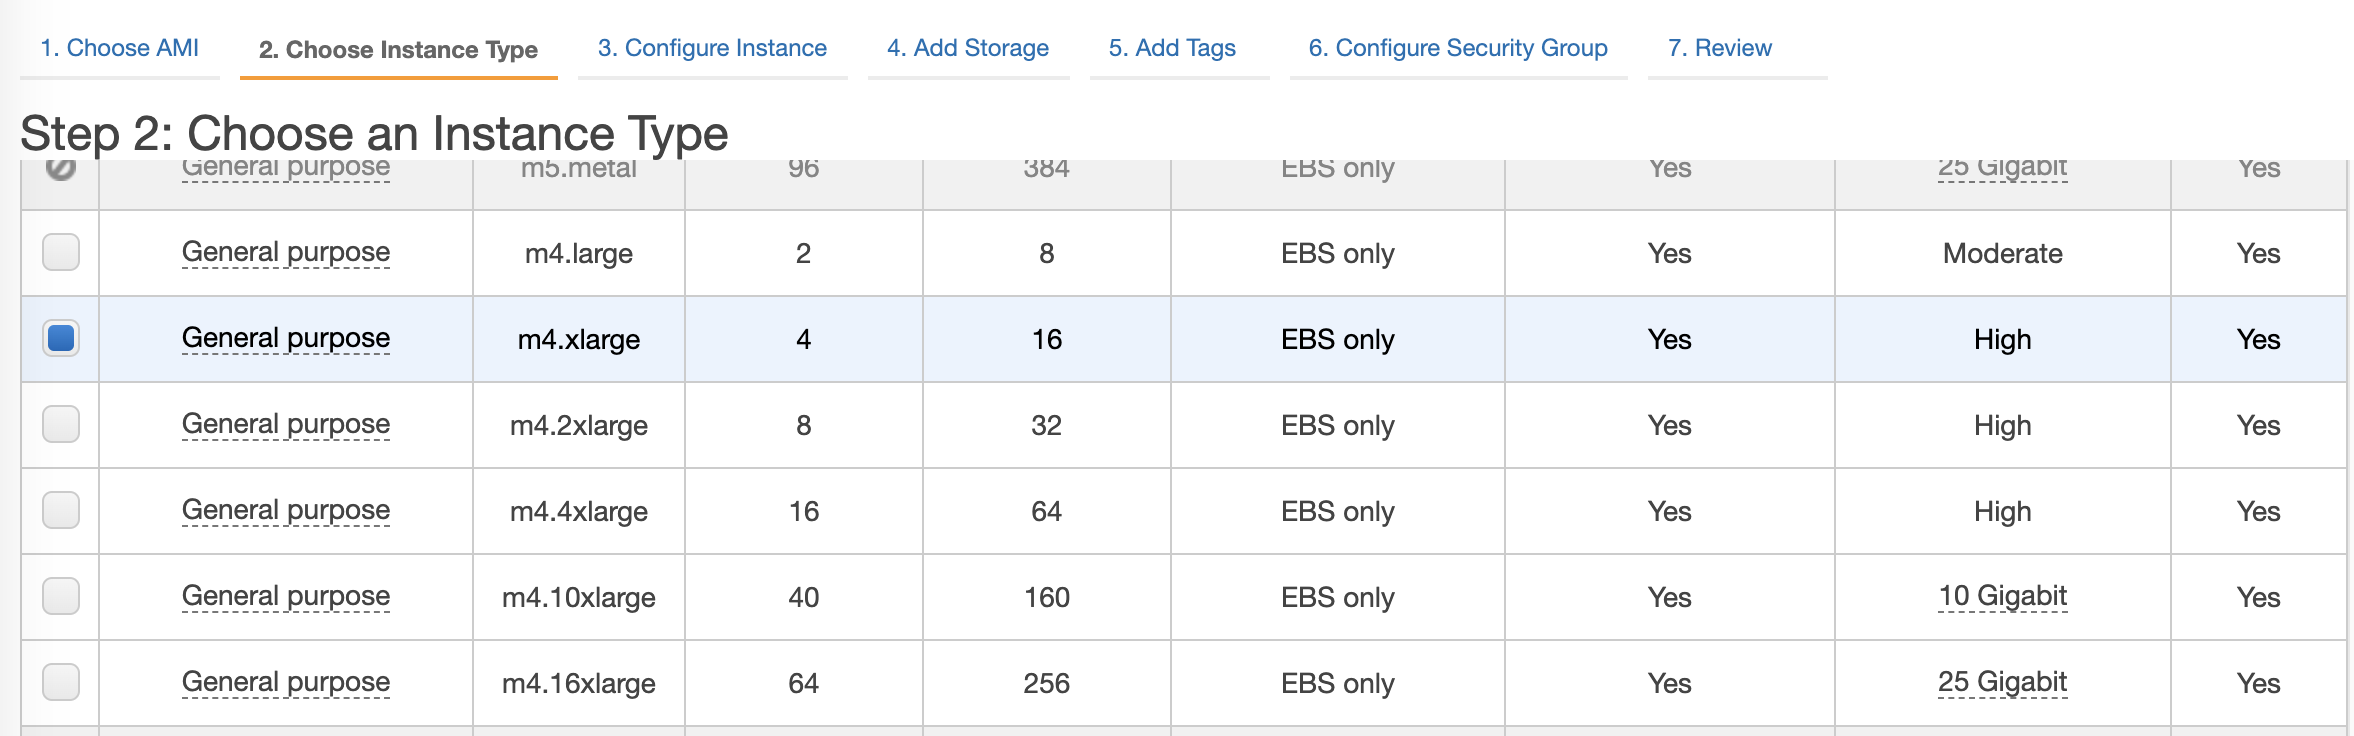 1. Choose AMI 2. Choose Instance Type 3. Configure Instance 4. Add Storage 5. Add Tags 6. Configure Security Group 7. Review
Step 2: Choose an Instance Type
General purpose m5.metal 96 384 EBS only Yes 25 Gigabit Yes
General purpose m4.large 2 8 EBS only Yes Moderate Yes
General purpose m4.xlarge 4 16 EBS only Yes High Yes
General purpose m4.2xlarge 8 32 EBS only Yes High Yes
General purpose m4.4xlarge 16 64 EBS only Yes High Yes
General purpose m4.10xlarge 40 160 EBS only Yes 10 Gigabit Yes
General purpose m4.16xlarge 64 256 EBS only Yes 25 Gigabit Yes